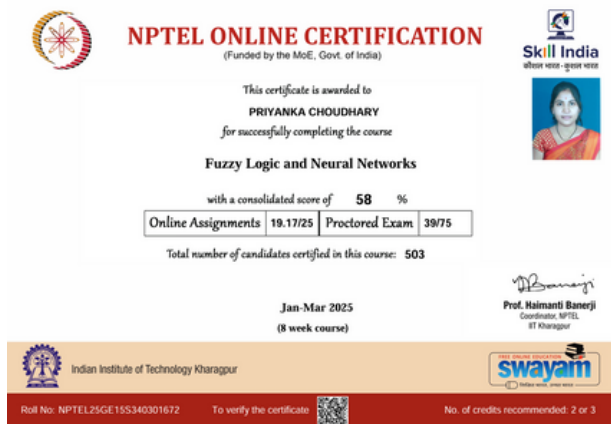 NPTEL ONLINE CERTIFICATION
(Funded by the MoE, Govt. of India)
Skill India
कौशल भारत - कुशल भारत
This certificate is awarded to
PRIYANKA CHOUDHARY
for successfully completing the course
Fuzzy Logic and Neural Networks
with a consolidated score of 58 %
Online Assignments 19.17/25 Proctored Exam 39/75
Total number of candidates certified in this course: 503
Jan-Mar 2025
(8 week course)
Prof. Haimanti Banerji
Coordinator, NPTEL
IIT Kharagpur
Indian Institute of Technology Kharagpur
FREE ONLINE EDUCATION
swayam
Roll No: NPTEL25GE15S340301672 To verify the certificate No. of credits recommended: 2 or 3